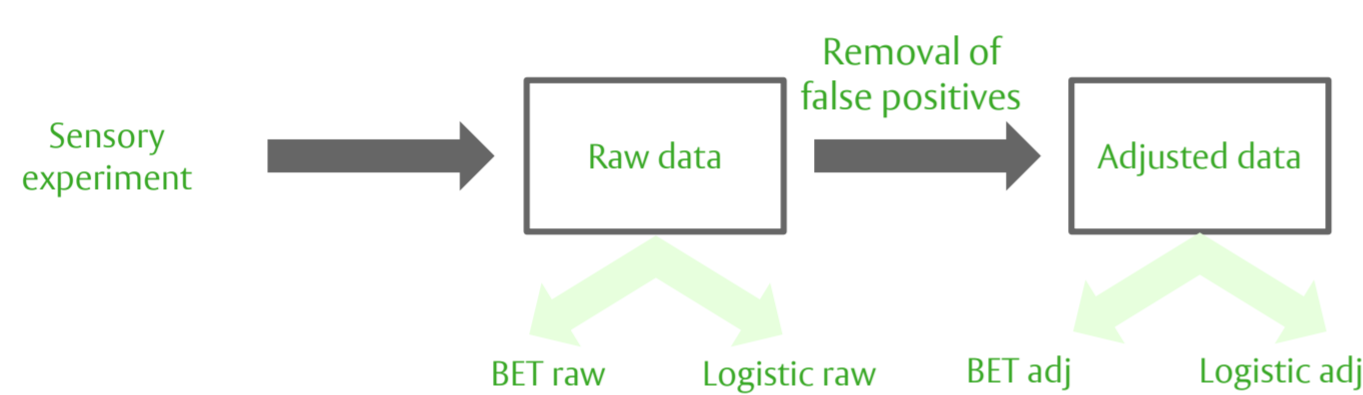 Sensory
experiment
Raw data
Removal of
false positives
Adjusted data
BET raw
Logistic raw
BET adj
Logistic adj